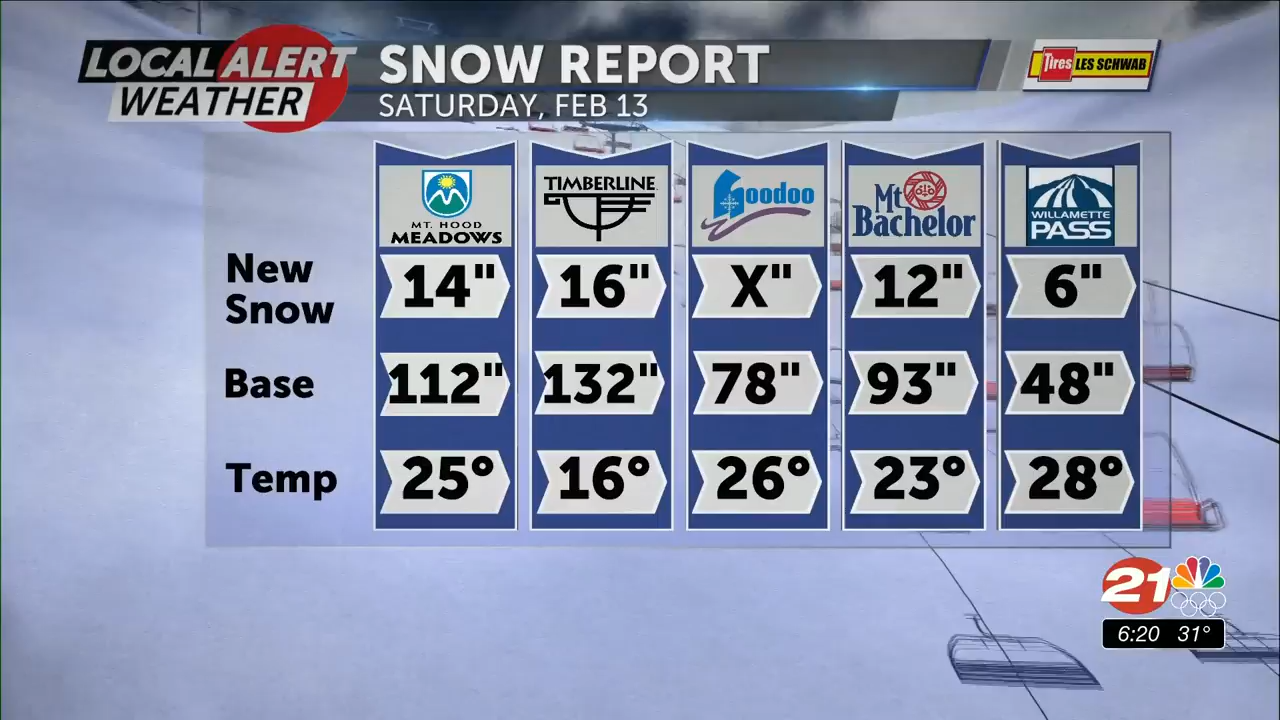 LOCAL ALERT
WEATHER
SNOW REPORT
SATURDAY, FEB 13
Tires LES SCHWAB
MT. HOOD
MEADOWS
TIMBERLINE
Hoodoo
Mt
Bachelor
WILLAMETTE
PASS
New
Snow
14" 16" X" 12" 6"
Base 112" 132" 78" 93" 48"
Temp 25° 16° 26° 23° 28°
21
6:20 31°